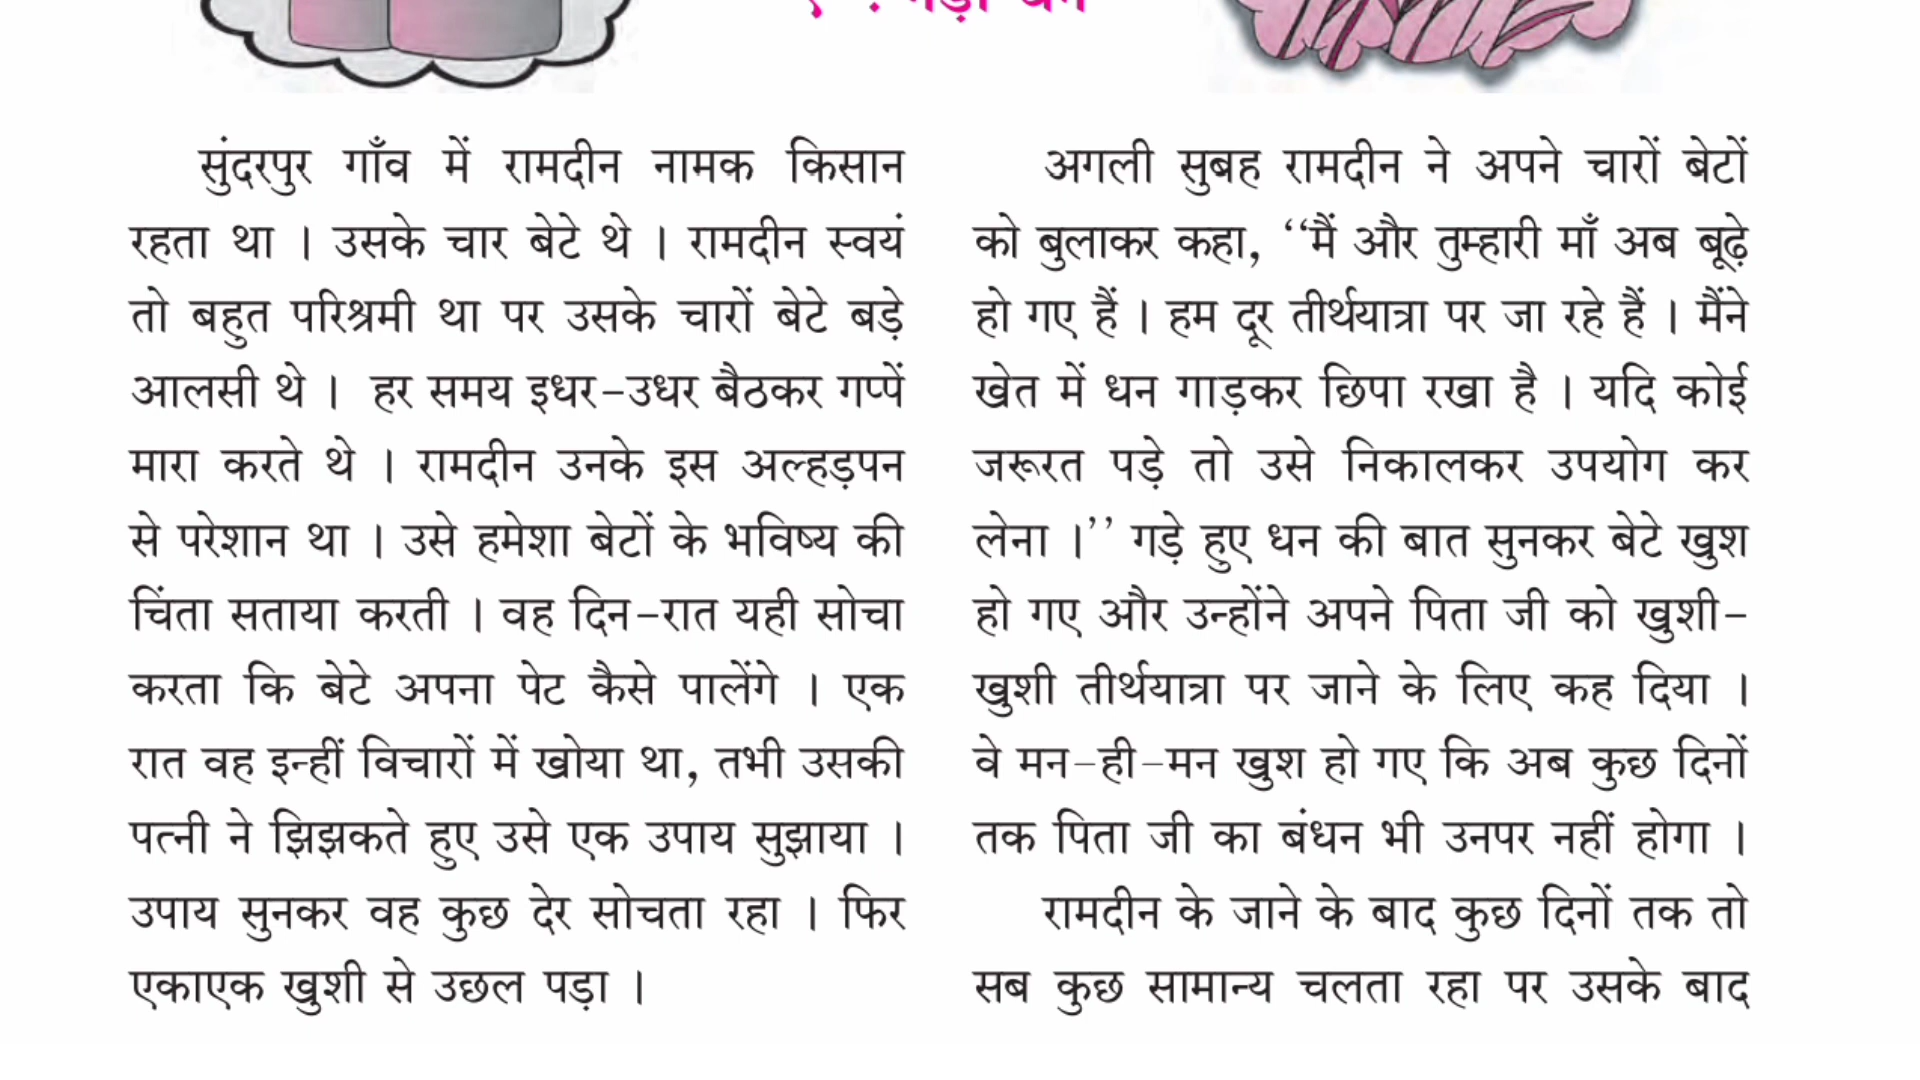 सुंदरपुर गाँव में रामदीन नामक किसान
रहता था । उसके चार बेटे थे । रामदीन स्वयं
तो बहुत परिश्रमी था पर उसके चारों बेटे बड़े
आलसी थे । हर समय इधर-उधर बैठकर गप्पें
मारा करते थे । रामदीन उनके इस अल्हड़पन
से परेशान था । उसे हमेशा बेटों के भविष्य की
चिंता सताया करती । वह दिन-रात यही सोचा
करता कि बेटे अपना पेट कैसे पालेंगे । एक
रात वह इन्हीं विचारों में खोया था, तभी उसकी
पत्नी ने झिझकते हुए उसे एक उपाय सुझाया ।
उपाय सुनकर वह कुछ देर सोचता रहा । फिर
एकाएक खुशी से उछल पड़ा ।
अगली सुबह रामदीन ने अपने चारों बेटों
को बुलाकर कहा, ‘‘मैं और तुम्हारी माँ अब बूढ़े
हो गए हैं । हम दूर तीर्थयात्रा पर जा रहे हैं । मैंने
खेत में धन गाड़कर छिपा रखा है । यदि कोई
जरूरत पड़े तो उसे निकालकर उपयोग कर
लेना ।’’ गड़े हुए धन की बात सुनकर बेटे खुश
हो गए और उन्होंने अपने पिता जी को खुशी-
खुशी तीर्थयात्रा पर जाने के लिए कह दिया ।
वे मन-ही-मन खुश हो गए कि अब कुछ दिनों
तक पिता जी का बंधन भी उनपर नहीं होगा ।
रामदीन के जाने के बाद कुछ दिनों तक तो
सब कुछ सामान्य चलता रहा पर उसके बाद